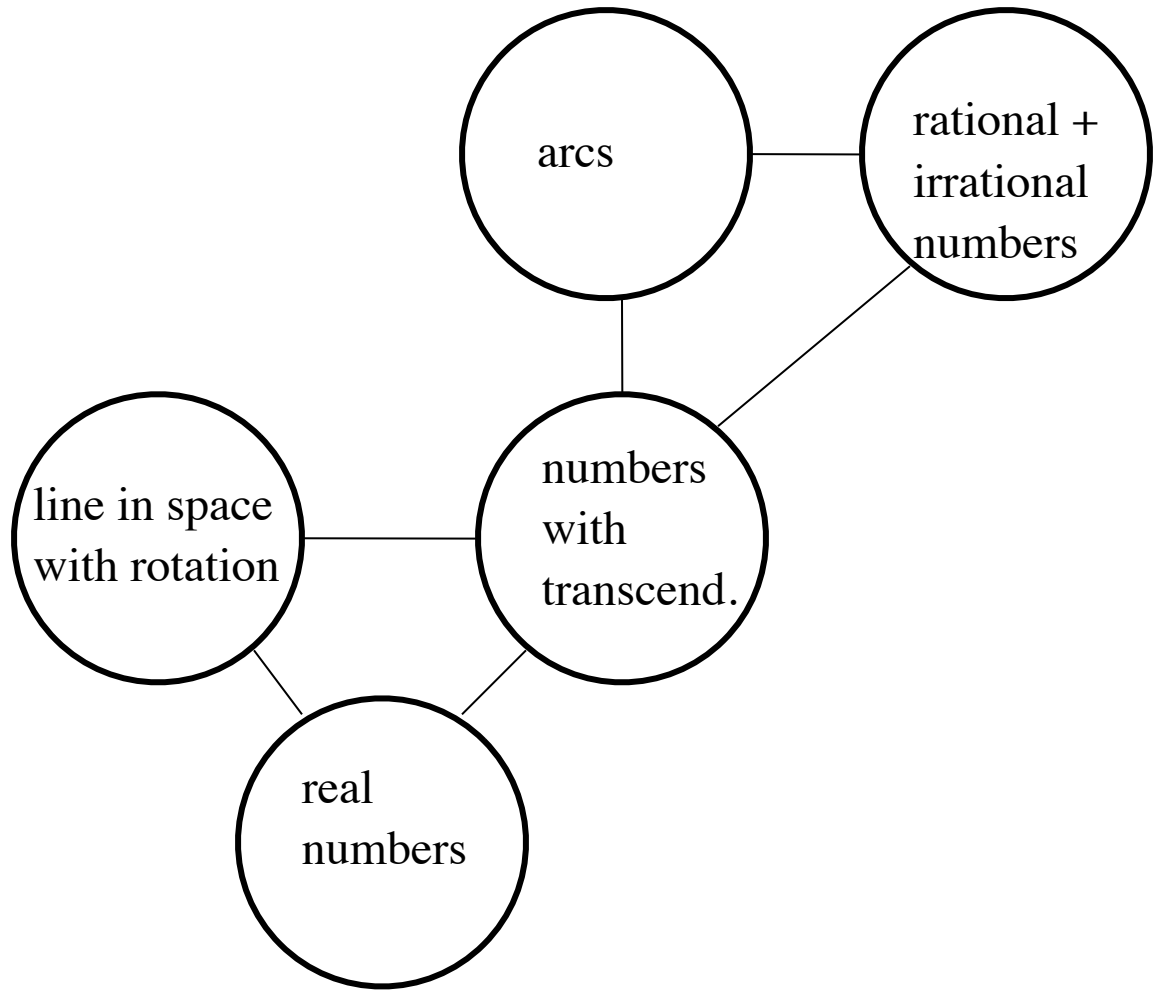 arcs
rational +
irrational
numbers
line in space
with rotation
numbers
with
transcend.
real
numbers